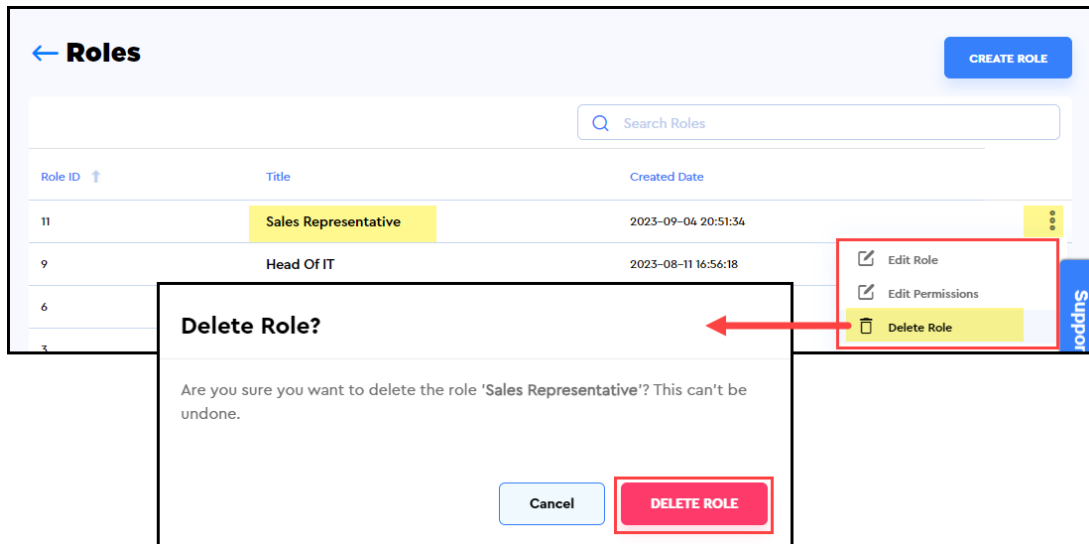 ← Roles
CREATE ROLE
Search Roles
Role ID ↑ Title Created Date
11 Sales Representative 2023-09-04 20:51:34
9 Head Of IT 2023-08-11 16:56:18
Edit Role
6
Edit Permissions
Delete Role
3
Suppor
Delete Role?
Are you sure you want to delete the role 'Sales Representative'? This can't be
undone.
Cancel DELETE ROLE